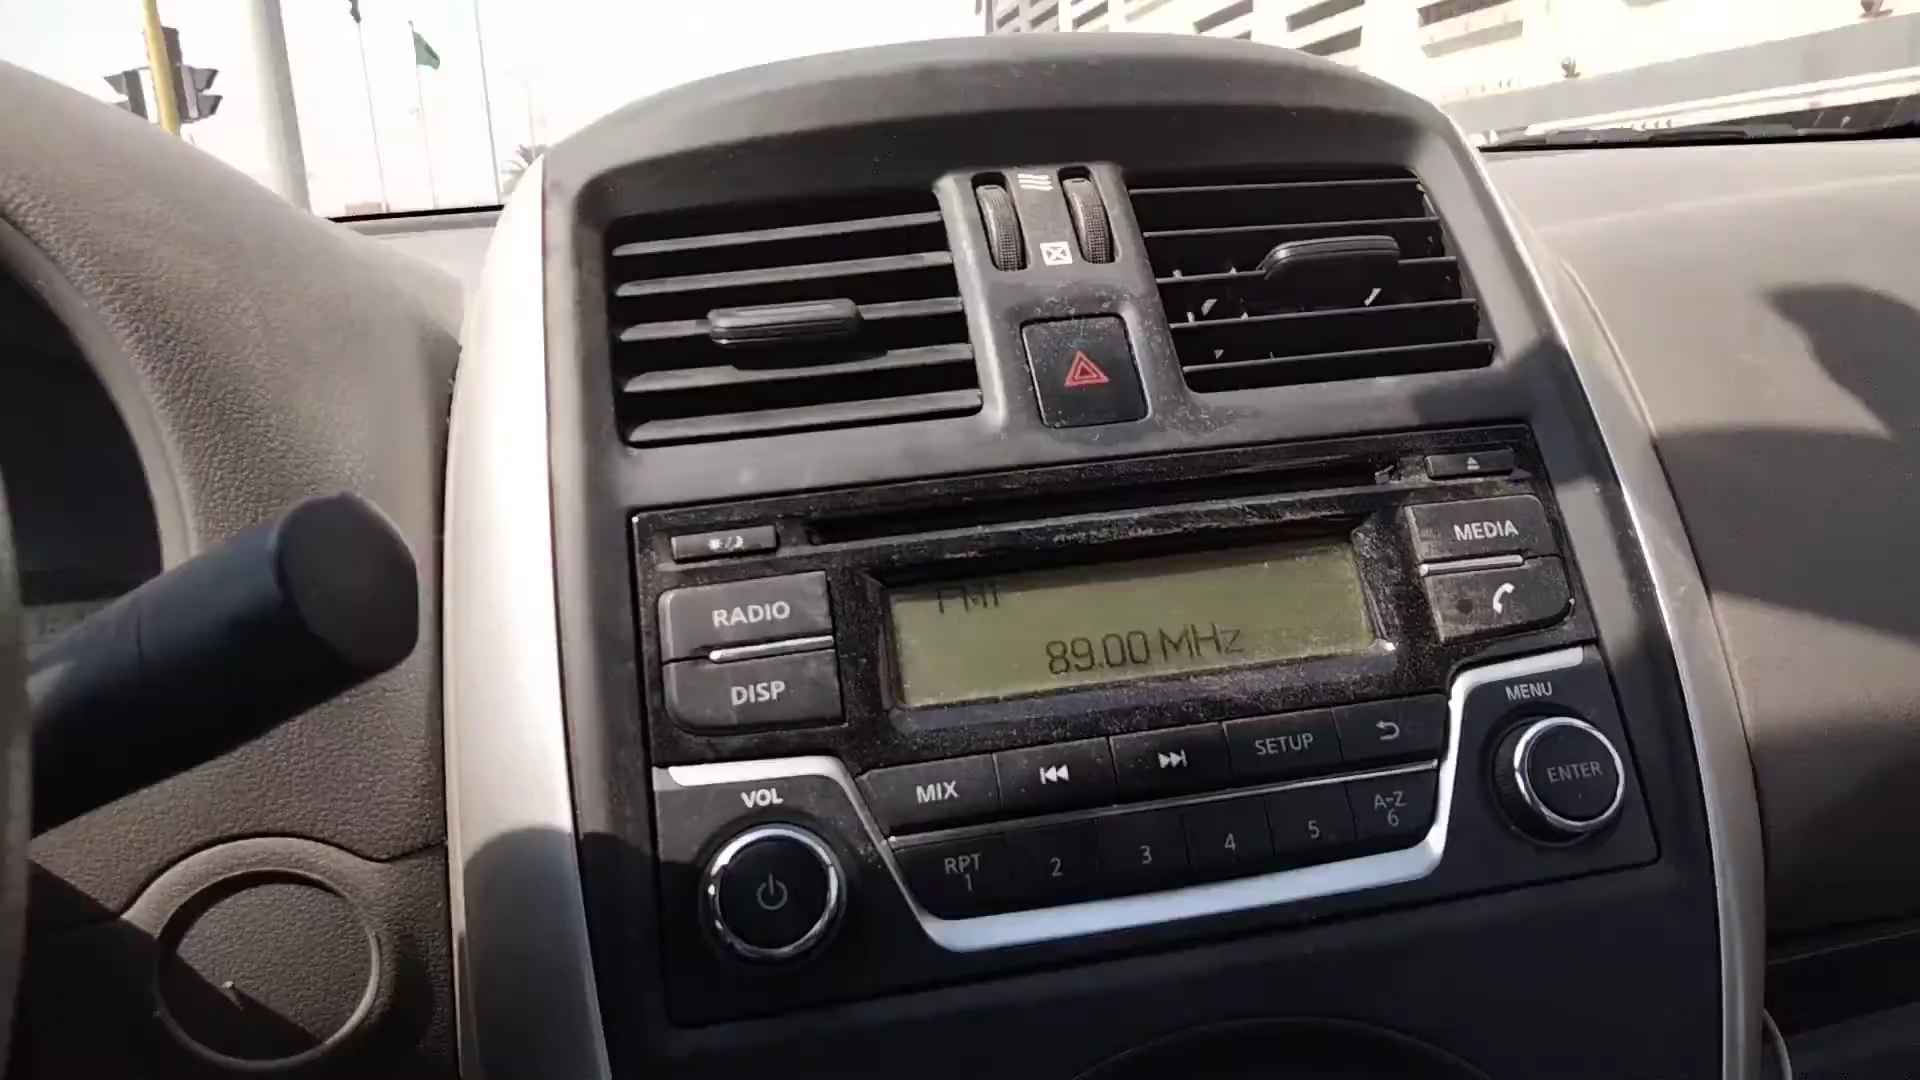 MEDIA
RADIO
FM1
89.00 MHz
DISP
MENU
VOL
MIX
SETUP
ENTER
RPT
1
2
3
4
5
A-Z
6